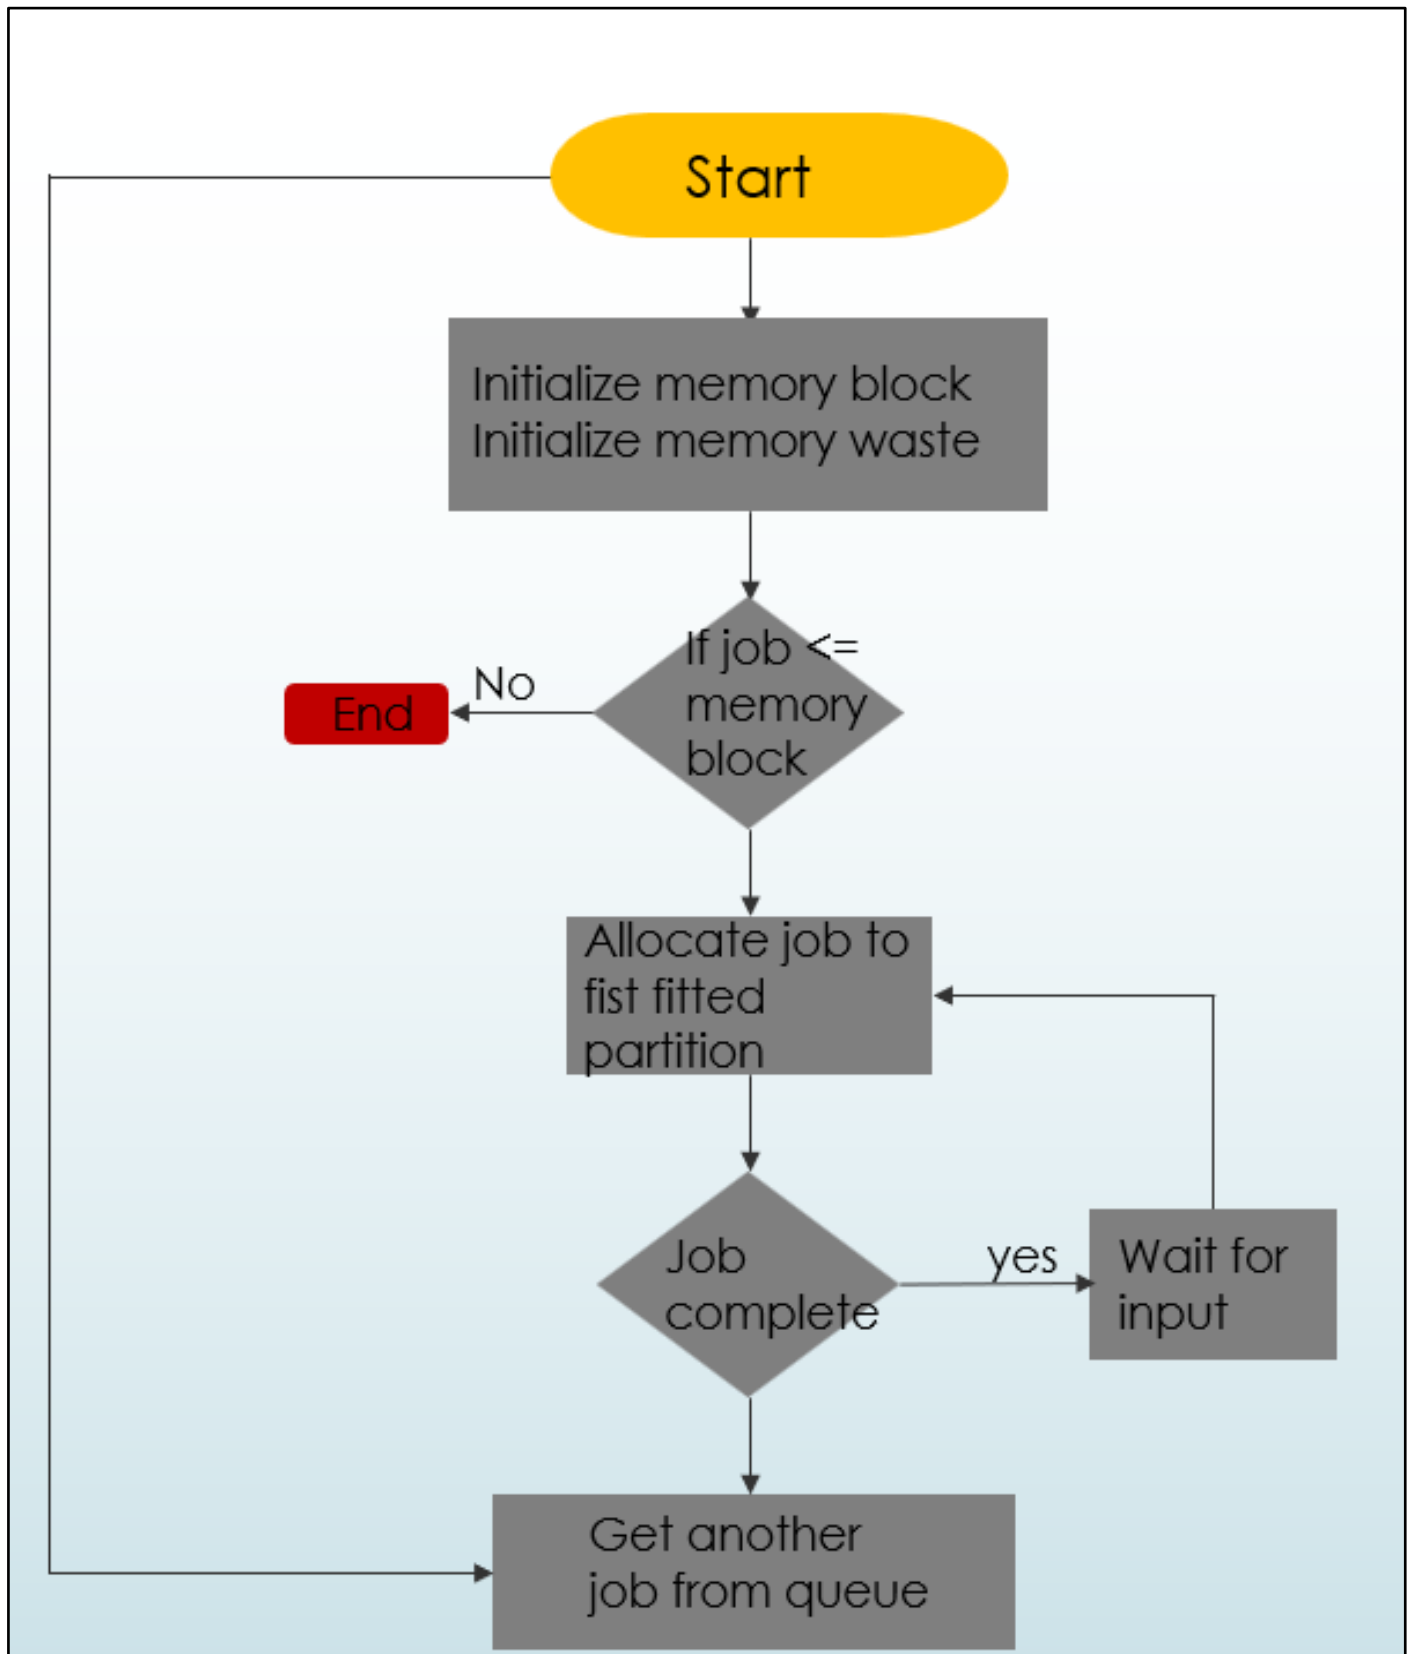 Start
Initialize memory block
Initialize memory waste
If job <=
memory
block
No
End
Allocate job to
fist fitted
partition
Job
complete
yes
Wait for
input
Get another
job from queue